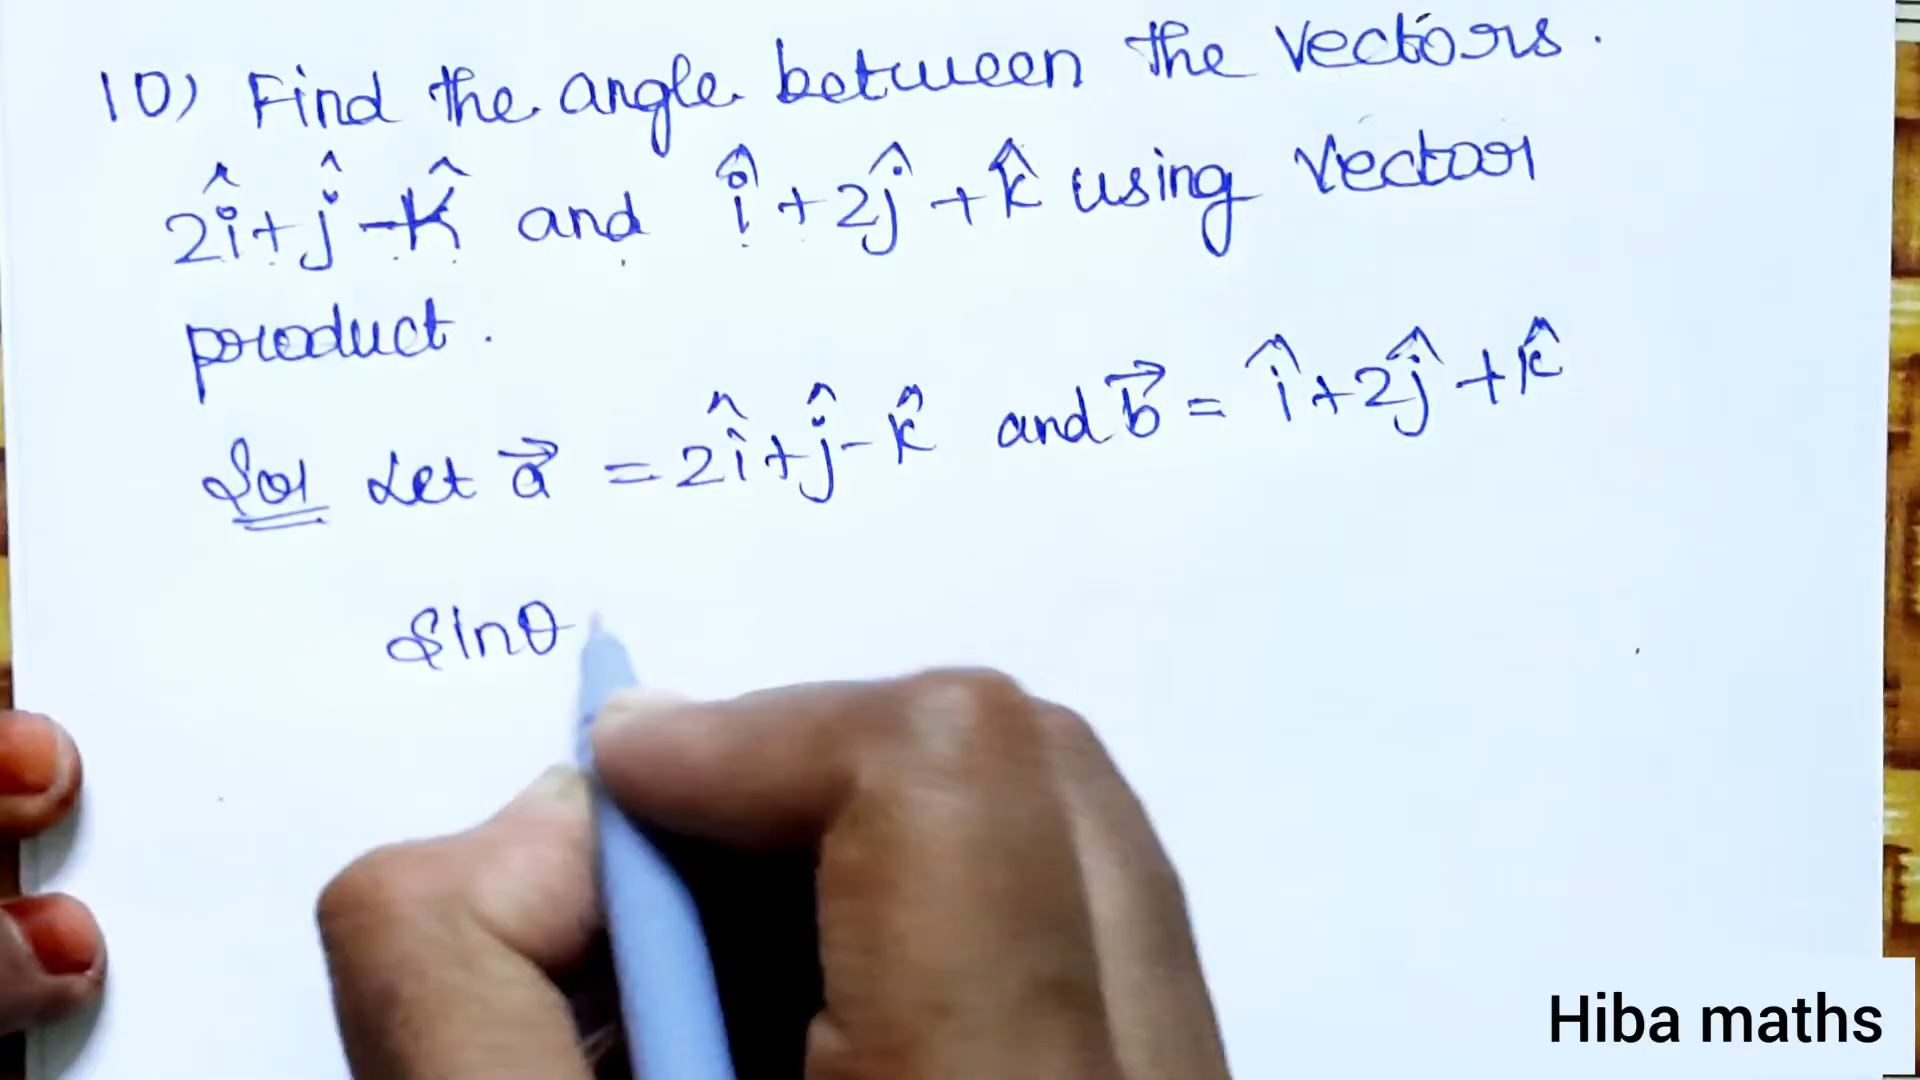 10) Find the angle between the vectors.
2î+ĵ-k̂ and î+2ĵ+k̂ using vector
product.
Sol Let a⃗ = 2î+ĵ-k̂ and b⃗ = î+2ĵ+k̂
Sinθ
Hiba maths